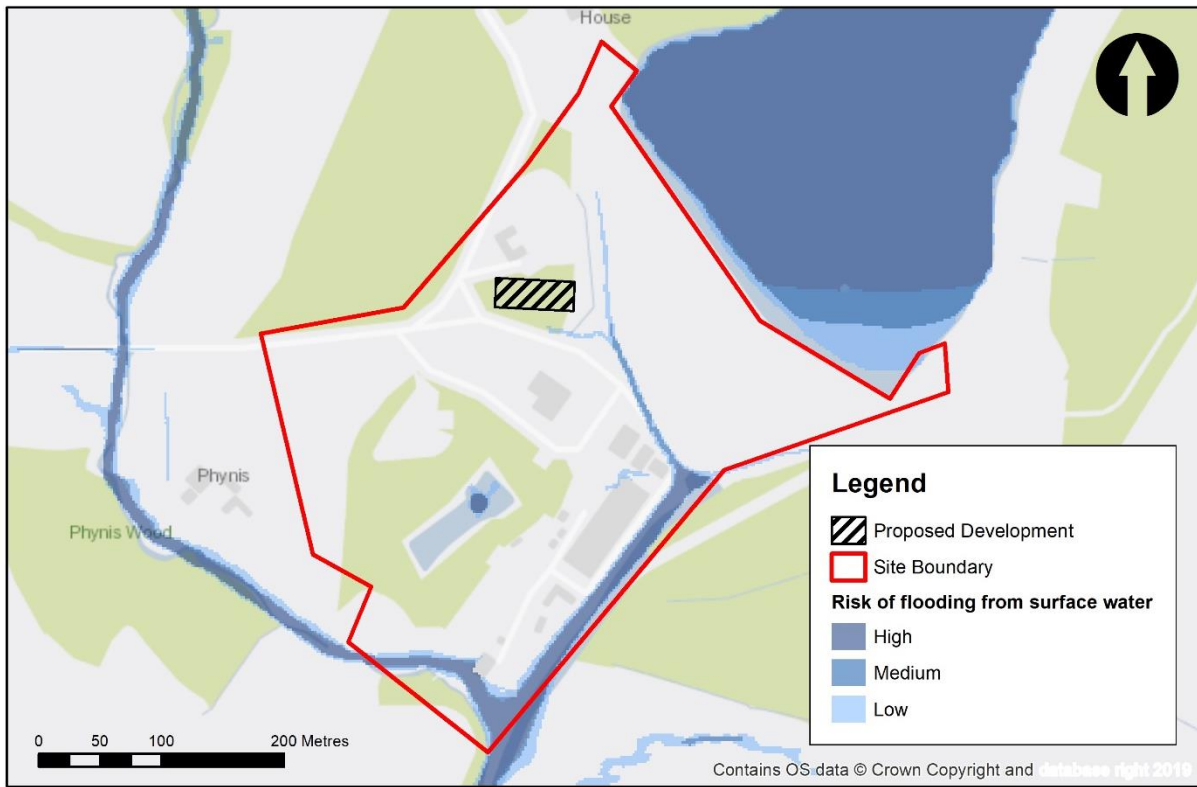 House
Phynis
Phynis Wood
Legend
Proposed Development
Site Boundary
Risk of flooding from surface water
High
Medium
Low
0 50 100 200 Metres
Contains OS data © Crown Copyright and database right 2019